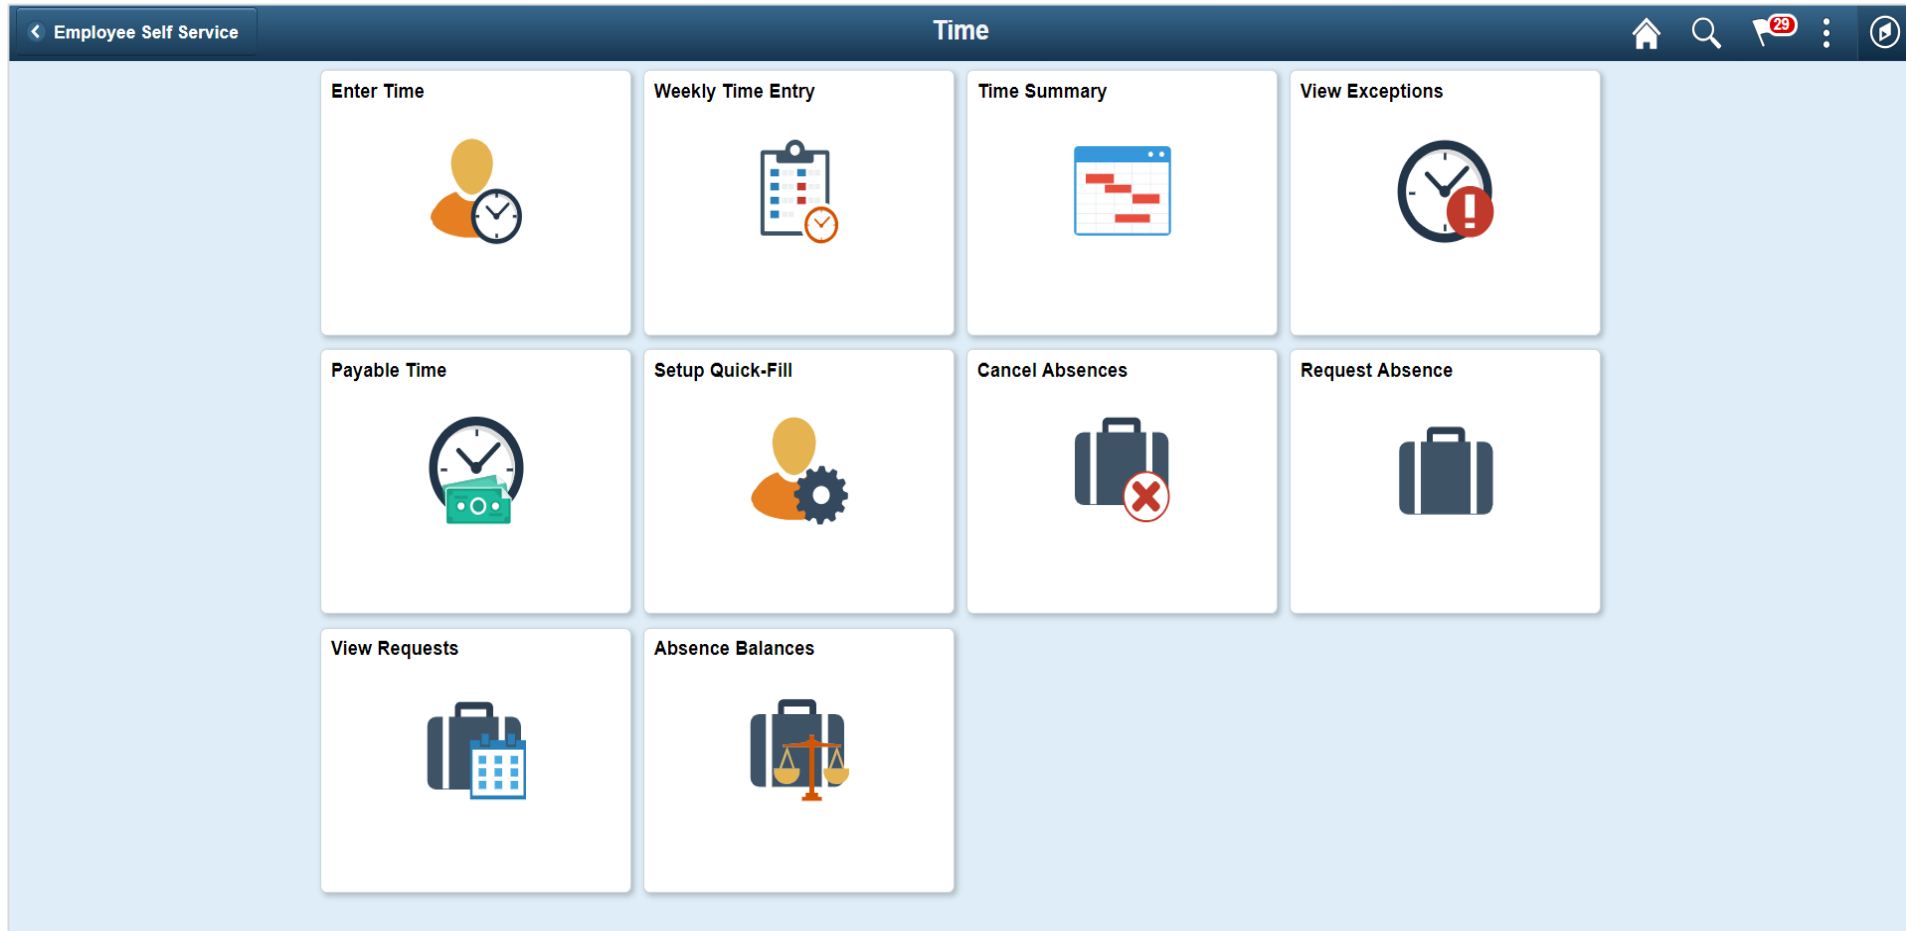 Employee Self Service
Time
29
Enter Time
Weekly Time Entry
Time Summary
View Exceptions
Payable Time
Setup Quick-Fill
Cancel Absences
Request Absence
View Requests
Absence Balances